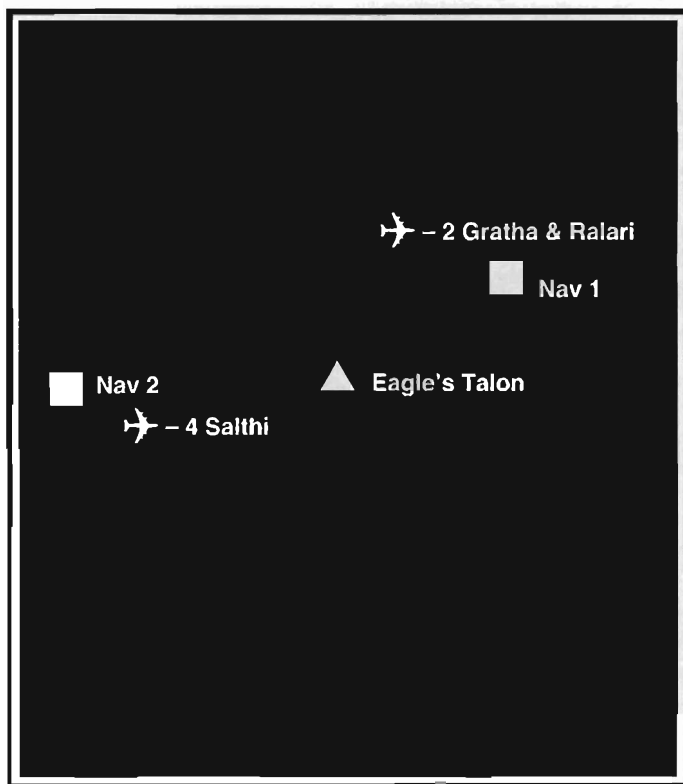 – 2 Gratha & Ralari
Nav 1
Nav 2
Eagle's Talon
– 4 Salthi